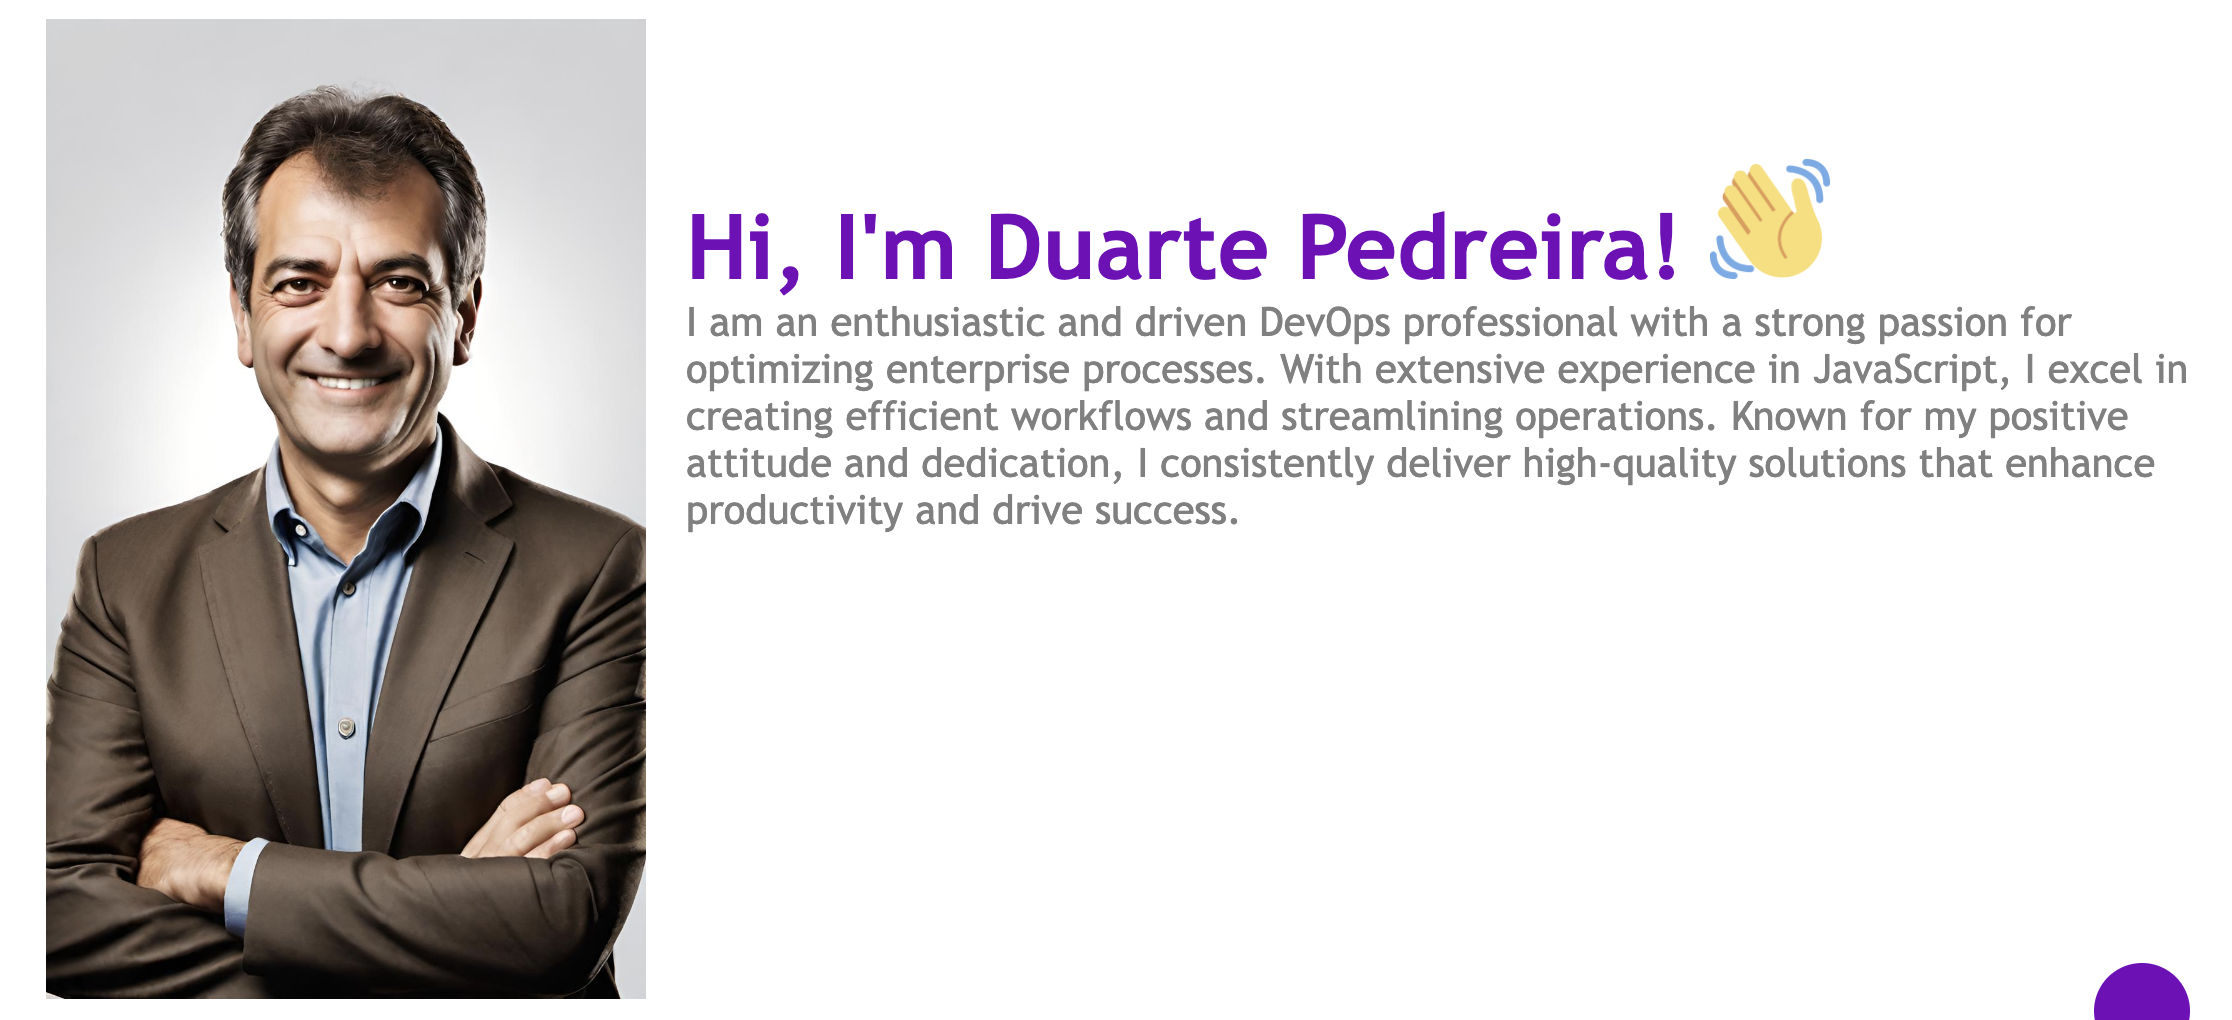 Hi, I'm Duarte Pedreira!
I am an enthusiastic and driven DevOps professional with a strong passion for
optimizing enterprise processes. With extensive experience in JavaScript, I excel in
creating efficient workflows and streamlining operations. Known for my positive
attitude and dedication, I consistently deliver high-quality solutions that enhance
productivity and drive success.